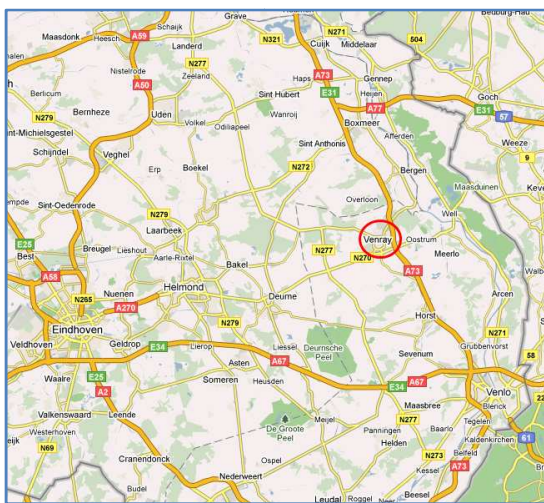 Schaijk
Grave
Maasdonk
Heesch
A59
Landerd
N321
Cuijk
N271
Middelaar
504
Bedburg-Hau
Nistelrode
N277
Zeeland
Haps
A73
Gennep
Berlicum
A50
Heijen
Goch
Bernheze
Sint Hubert
E31
A77
E31
57
Uden
Volkel
Wanroij
Boxmeer
int-Michielsgestel
Odiliapeel
Afferden
Weeze
Schijndel
Sint Anthonis
9
Veghel
N272
Erp
Boekel
Bergen
Maasduinen
Sint-Oedenrode
Overloon
Well
N279
Laarbeek
Venray
Oostrum
E25
Breugel
Lieshout
N277
N270
Meerlo
Best
Aarle-Rixtel
Bakel
A58
A73
N265
Nuenen
Helmond
Arcen
A270
Deurne
Eindhoven
N279
Horst
N271
Veldhoven
Geldrop
E34
Lierop
Liessel
Deurnsche
Peel
Grubbenvorst
58
Asten
A67
Sevenum
Waalre
E25
Someren
Heusden
E34
A67
A2
Venlo
Valkenswaard
Leende
Maasbree
Blerick
De Groote
Peel
Meijel
N277
Tegelen
Westerhoven
Panningen
Baarlo
Kaldenkirchen
61
N69
Helden
Cranendonck
Ospel
N273
Belfeld
Kessel
A73
Nederweert
Beesel
Leudal
Roggel
Neer